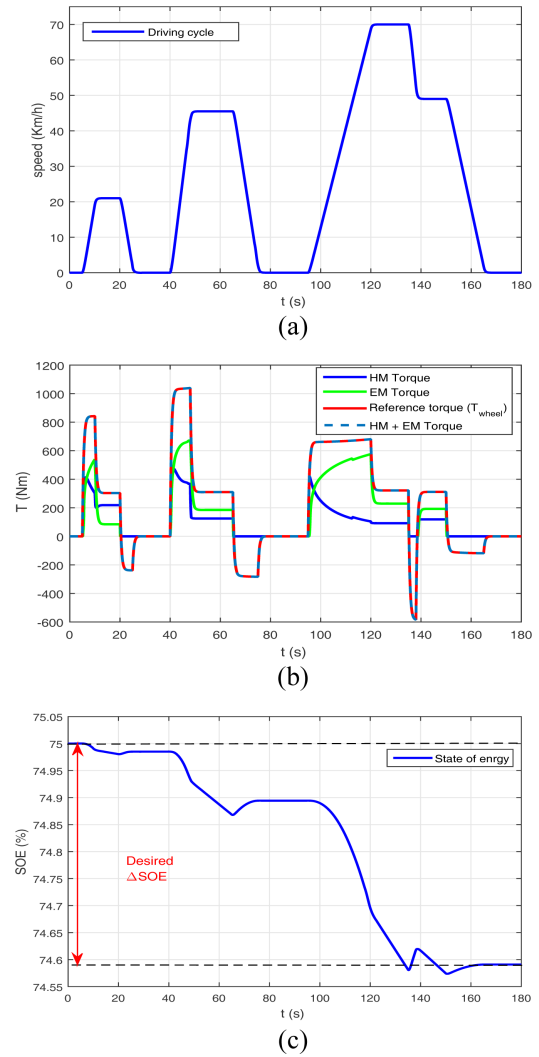 70
60
50
40
30
20
10
0
speed (Km/h)
Driving cycle
0 20 40 60 80 100 120 140 160 180
t (s)
(a)
1200
1000
800
600
400
200
0
-200
-400
-600
T (Nm)
HM Torque
EM Torque
Reference torque (T_wheel)
HM + EM Torque
0 20 40 60 80 100 120 140 160 180
t (s)
(b)
75.05
75
74.95
74.9
74.85
74.8
74.75
74.7
74.65
74.6
74.55
SOE (%)
State of enrgy
Desired
ΔSOE
0 20 40 60 80 100 120 140 160 180
t (s)
(c)